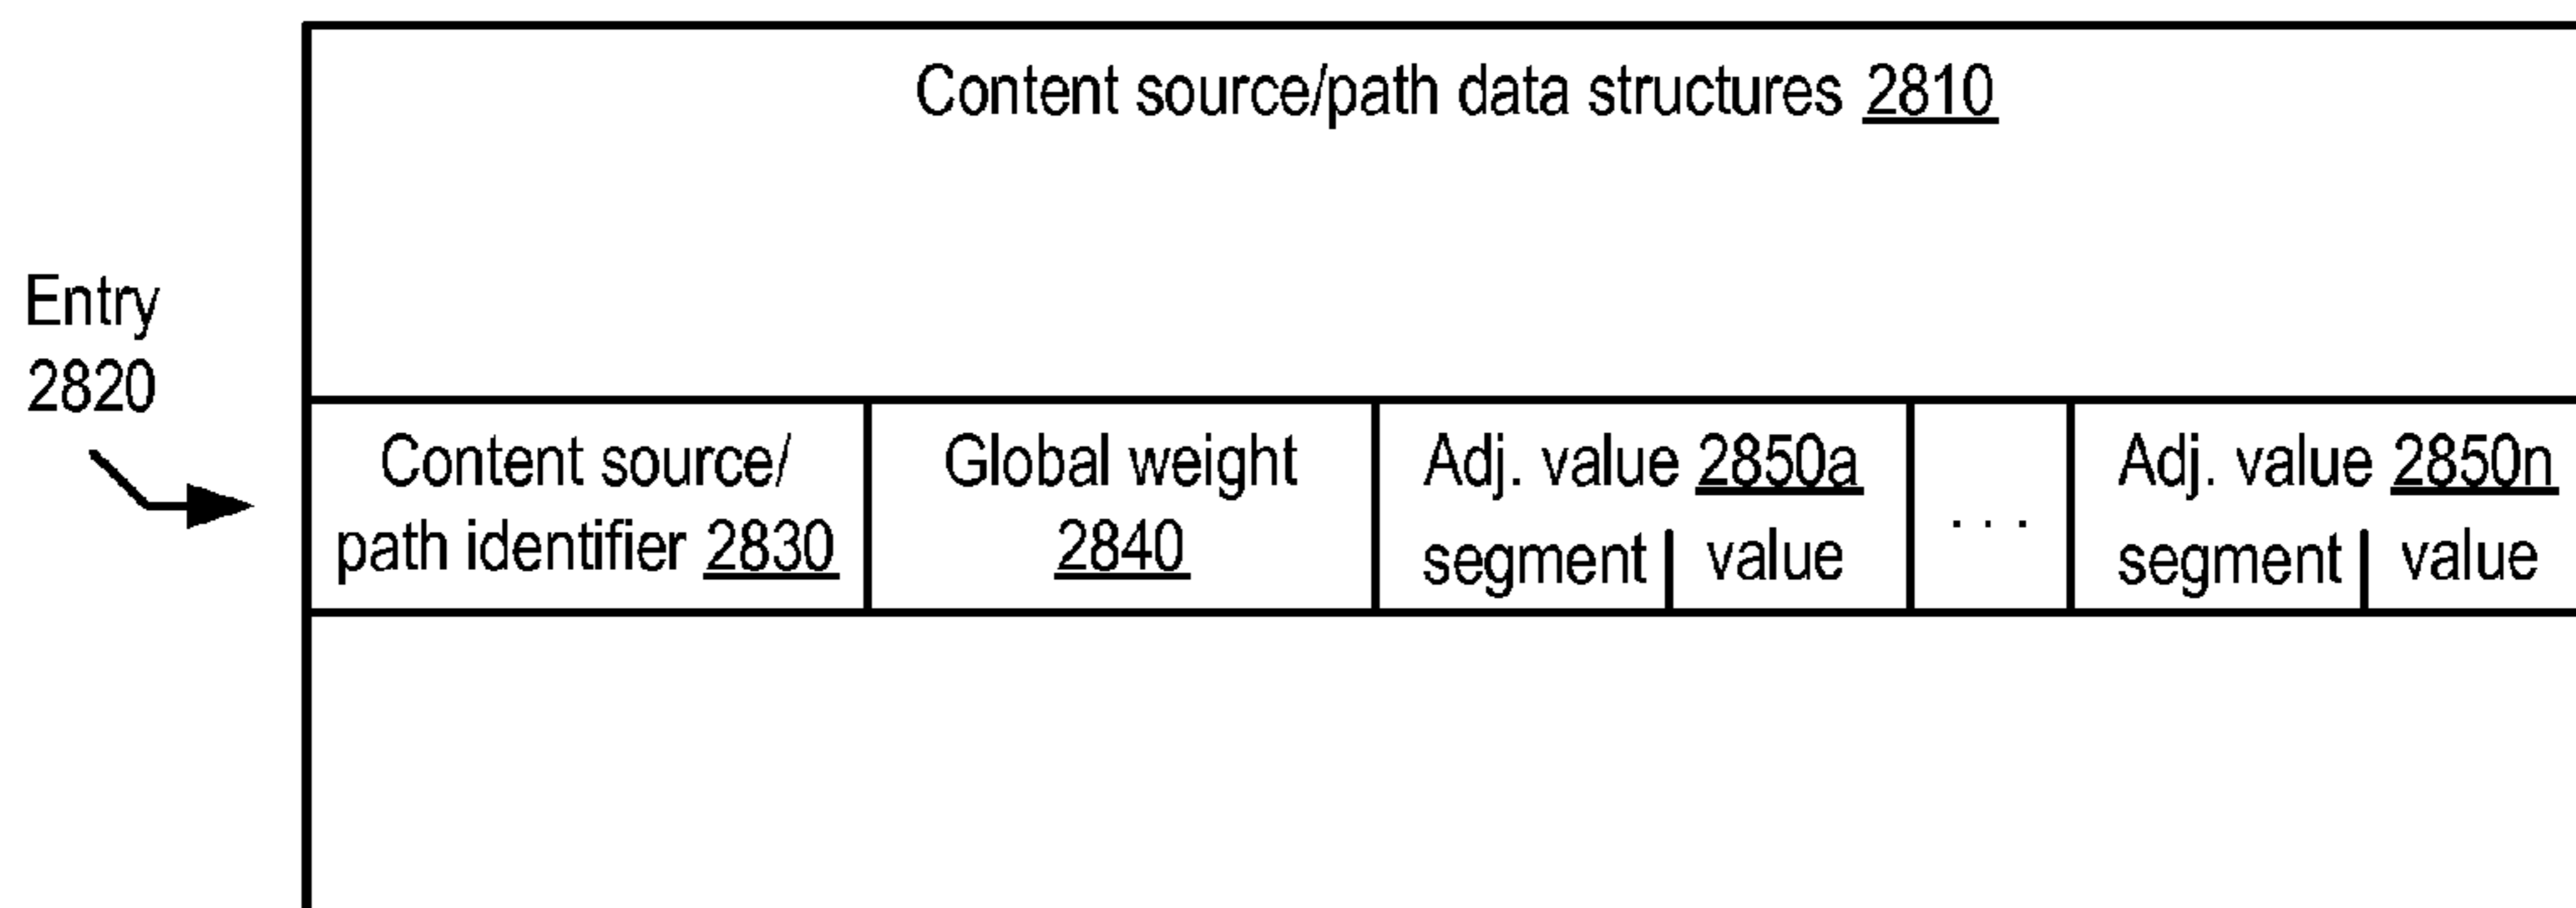 Content source/path data structures 2810
Entry
2820
Content source/
path identifier 2830
Global weight
2840
Adj. value 2850a
segment | value
. . .
Adj. value 2850n
segment | value